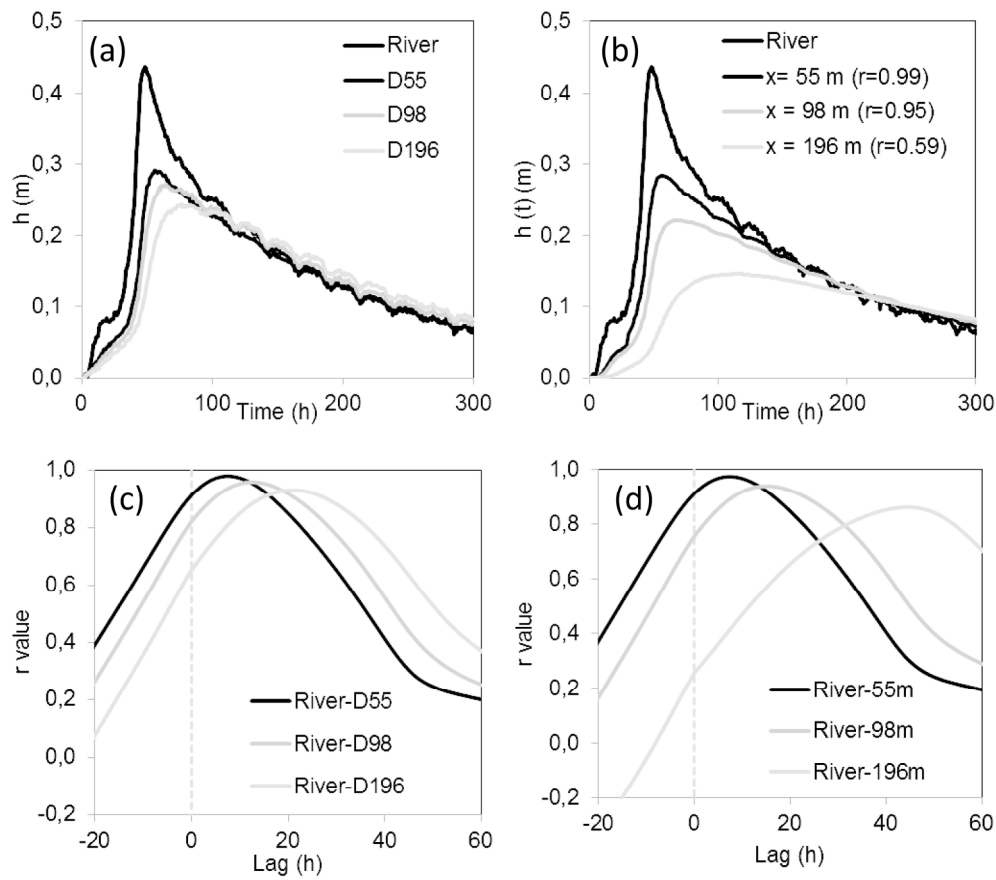 (a)
River
D55
D98
D196
h (m)
0,5
0,4
0,3
0,2
0,1
0,0
0
100
200
300
Time (h)
(b)
River
x= 55 m (r=0.99)
x = 98 m (r=0.95)
x = 196 m (r=0.59)
h (t) (m)
0,5
0,4
0,3
0,2
0,1
0,0
0
100
200
300
Time (h)
(c)
r value
1,0
0,8
0,6
0,4
0,2
0,0
-0,2
River-D55
River-D98
River-D196
-20
0
20
40
60
Lag (h)
(d)
r value
1,0
0,8
0,6
0,4
0,2
0,0
-0,2
River-55m
River-98m
River-196m
-20
0
20
40
60
Lag (h)